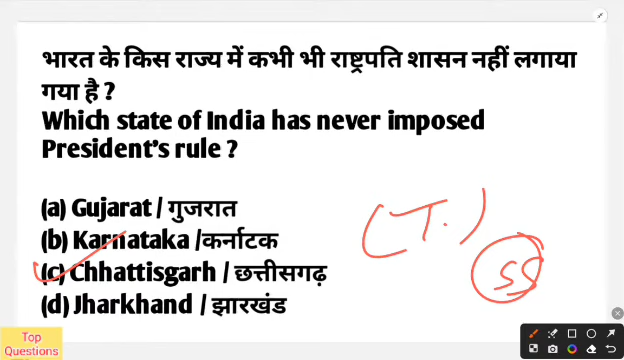 भारत के किस राज्य में कभी भी राष्ट्रपति शासन नहीं लगाया
गया है ?
Which state of India has never imposed
President's rule ?
(a) Gujarat / गुजरात
(b) Karnataka /कर्नाटक
(c) Chhattisgarh / छत्तीसगढ़
(d) Jharkhand / झारखंड
(T.)
SS
Top
Questions